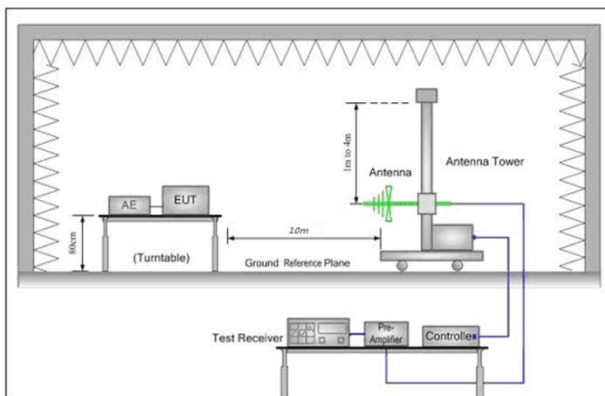 1m to 4m
Antenna
Antenna Tower
AE
EUT
80cm
(Turntable)
10m
Ground Reference Plane
Test Receiver
Pre-
Amplifier
Controller